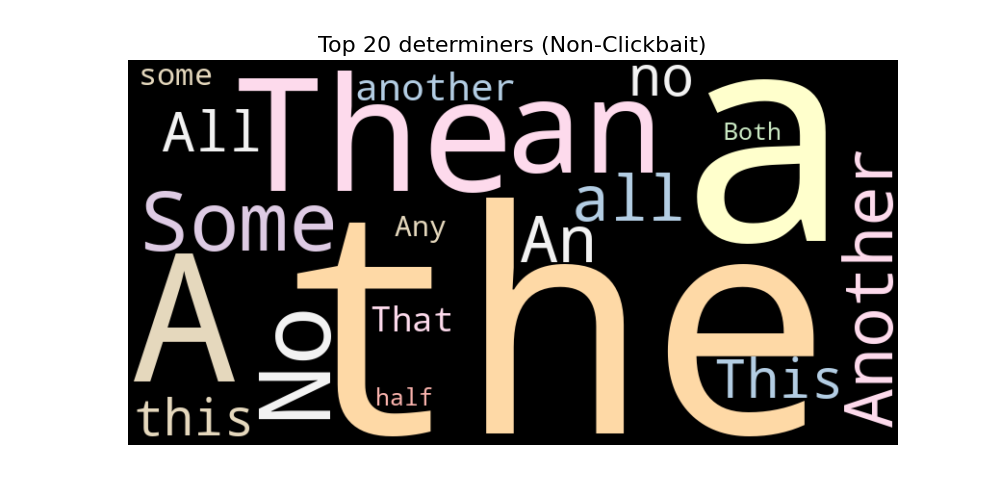 Top 20 determiners (Non-Clickbait)
some
another
no
All
The
an
a
Both
Some
Any
An
all
Another
A
No
the
That
This
this
half